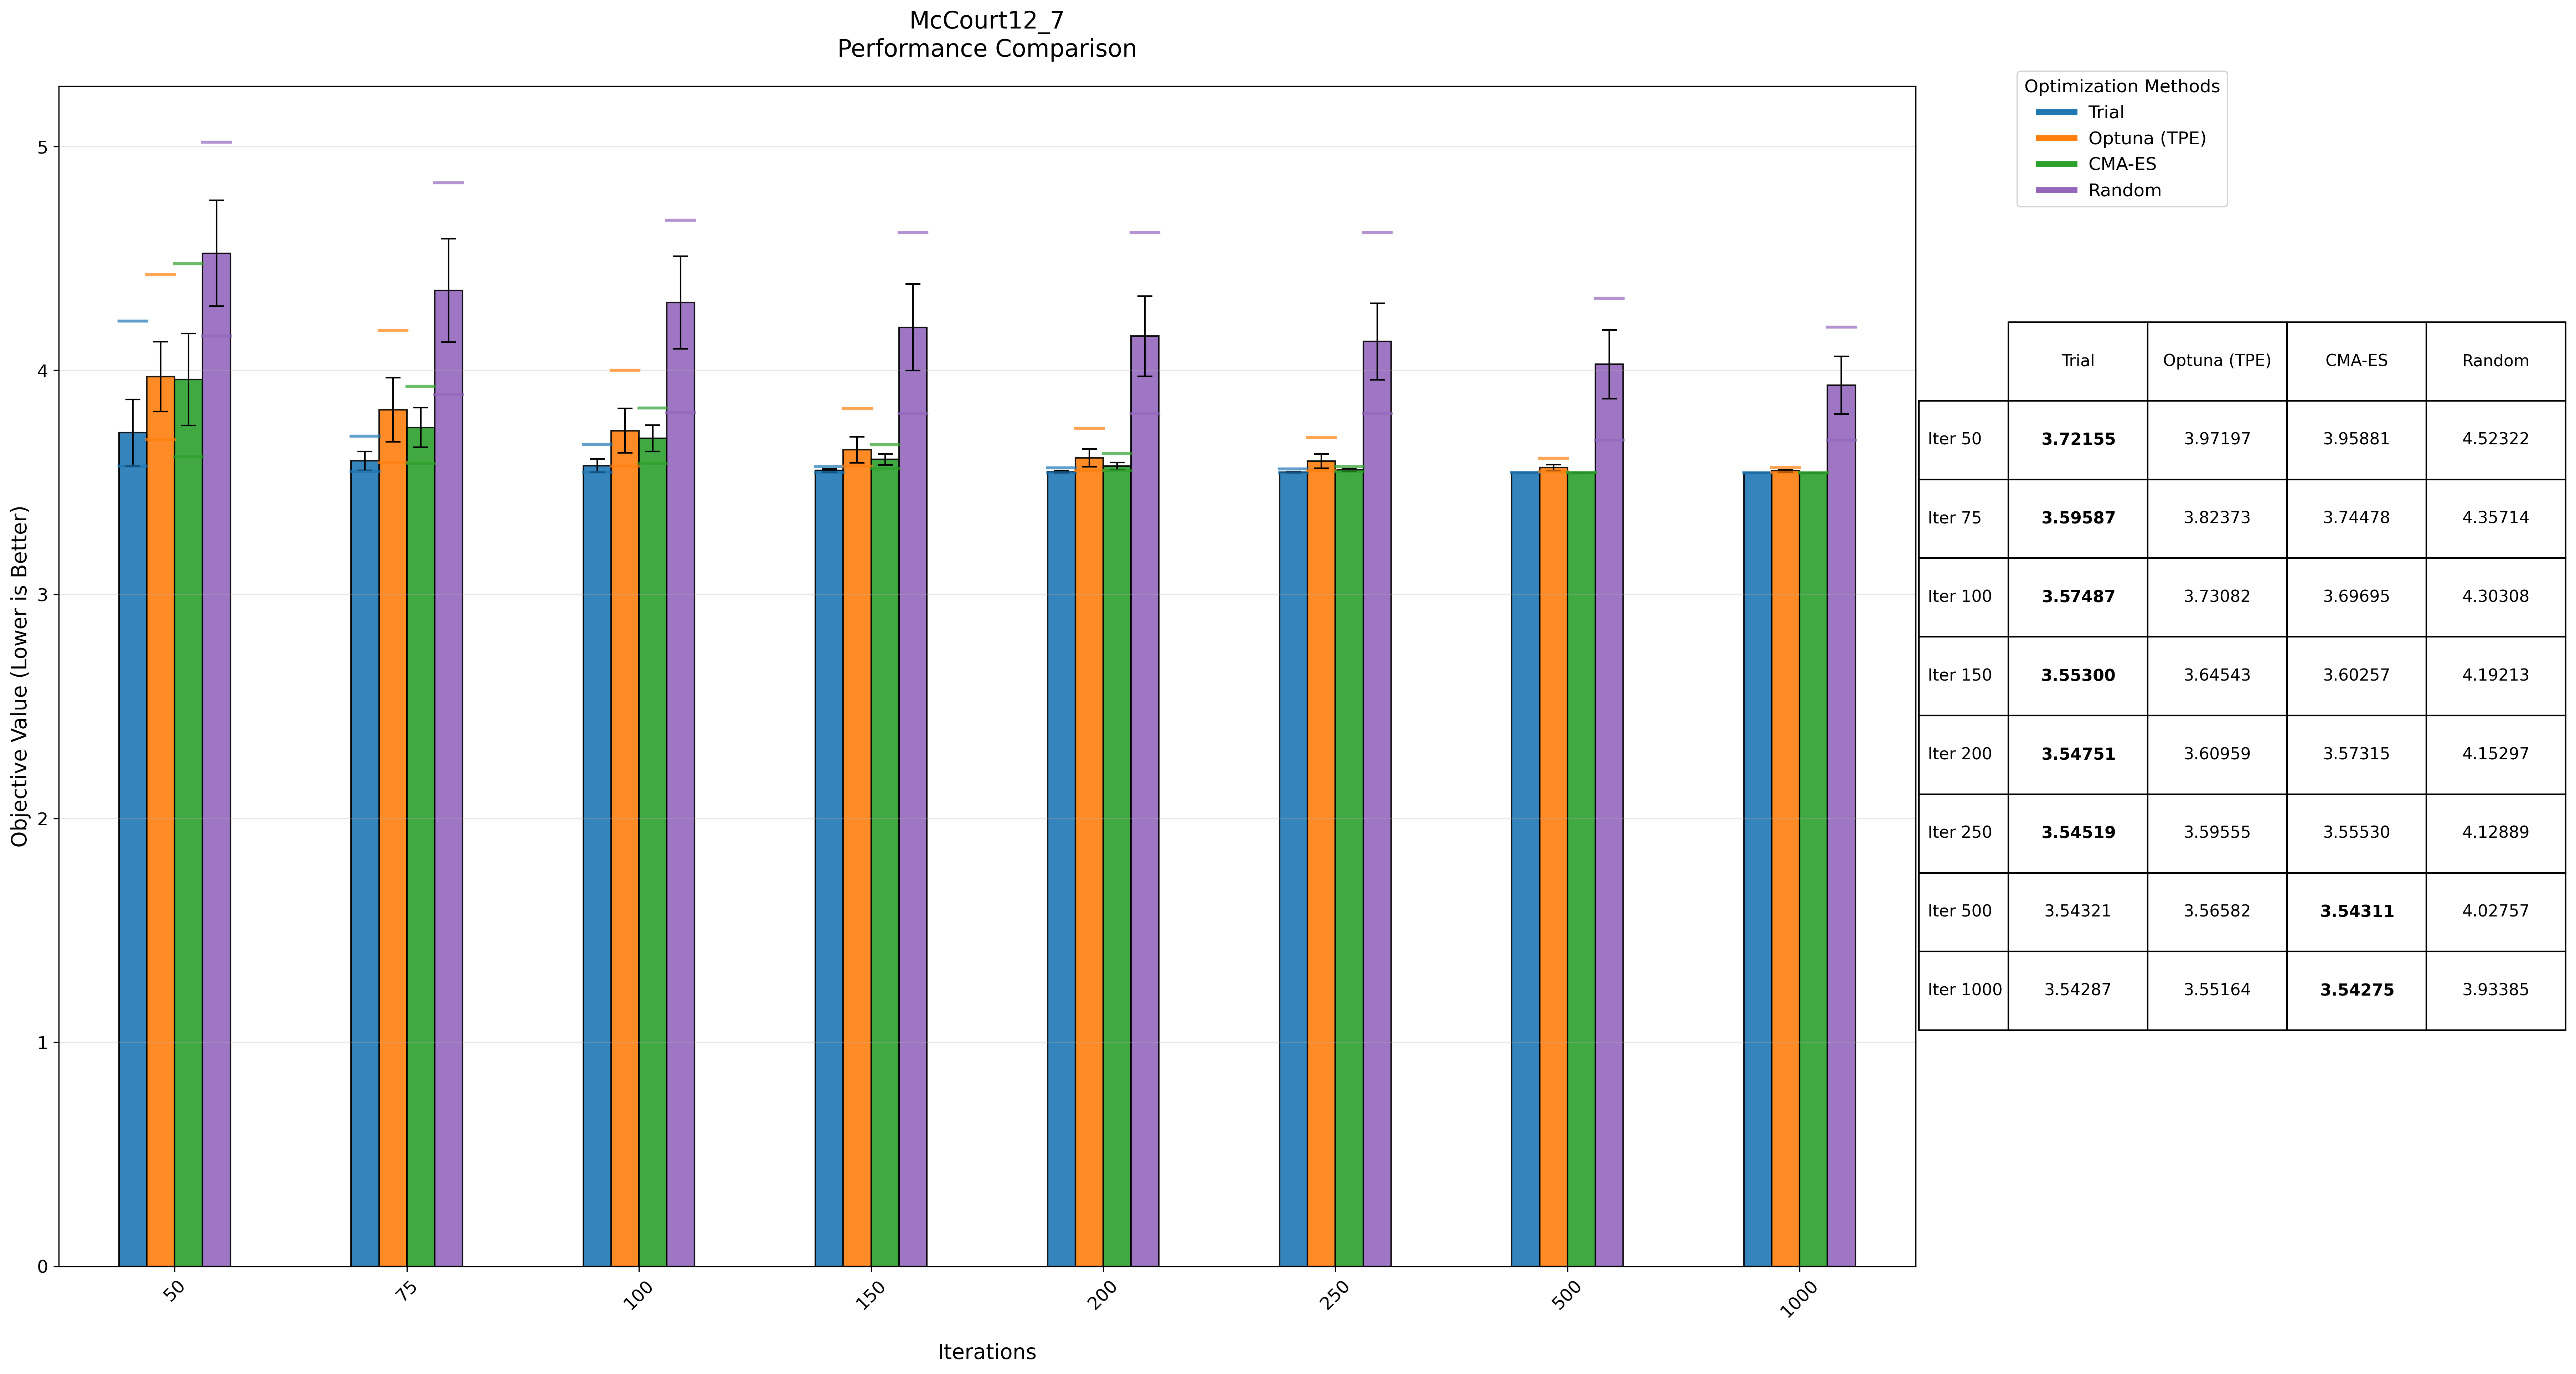 McCourt12_7
Performance Comparison
Objective Value (Lower is Better)
5
4
3
2
1
0
50
75
100
150
200
250
500
1000
Iterations
Optimization Methods
Trial
Optuna (TPE)
CMA-ES
Random
Trial Optuna (TPE) CMA-ES Random
Iter 50 3.72155 3.97197 3.95881 4.52322
Iter 75 3.59587 3.82373 3.74478 4.35714
Iter 100 3.57487 3.73082 3.69695 4.30308
Iter 150 3.55300 3.64543 3.60257 4.19213
Iter 200 3.54751 3.60959 3.57315 4.15297
Iter 250 3.54519 3.59555 3.55530 4.12889
Iter 500 3.54321 3.56582 3.54311 4.02757
Iter 1000 3.54287 3.55164 3.54275 3.93385